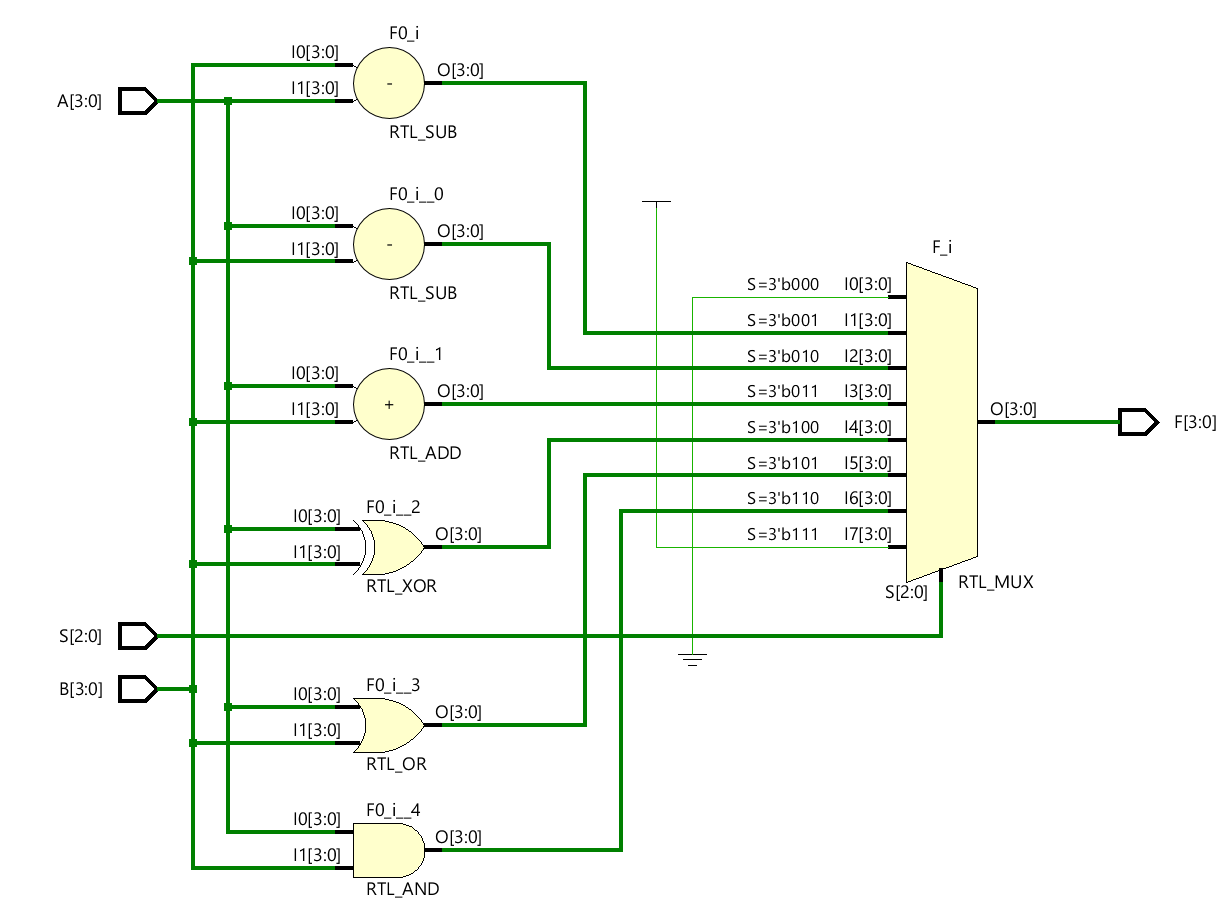 F0_i
I0[3:0]
O[3:0]
A[3:0]
I1[3:0]
-
RTL_SUB
F0_i__0
I0[3:0]
O[3:0]
I1[3:0]
-
RTL_SUB
F_i
S=3'b000 I0[3:0]
S=3'b001 I1[3:0]
F0_i__1
S=3'b010 I2[3:0]
I0[3:0]
O[3:0]
S=3'b011 I3[3:0]
I1[3:0]
+
O[3:0]
F[3:0]
S=3'b100 I4[3:0]
RTL_ADD
S=3'b101 I5[3:0]
S=3'b110 I6[3:0]
F0_i__2
I0[3:0]
O[3:0]
S=3'b111 I7[3:0]
I1[3:0]
RTL_XOR
RTL_MUX
S[2:0]
S[2:0]
B[3:0]
F0_i__3
I0[3:0]
O[3:0]
I1[3:0]
RTL_OR
F0_i__4
I0[3:0]
O[3:0]
I1[3:0]
RTL_AND